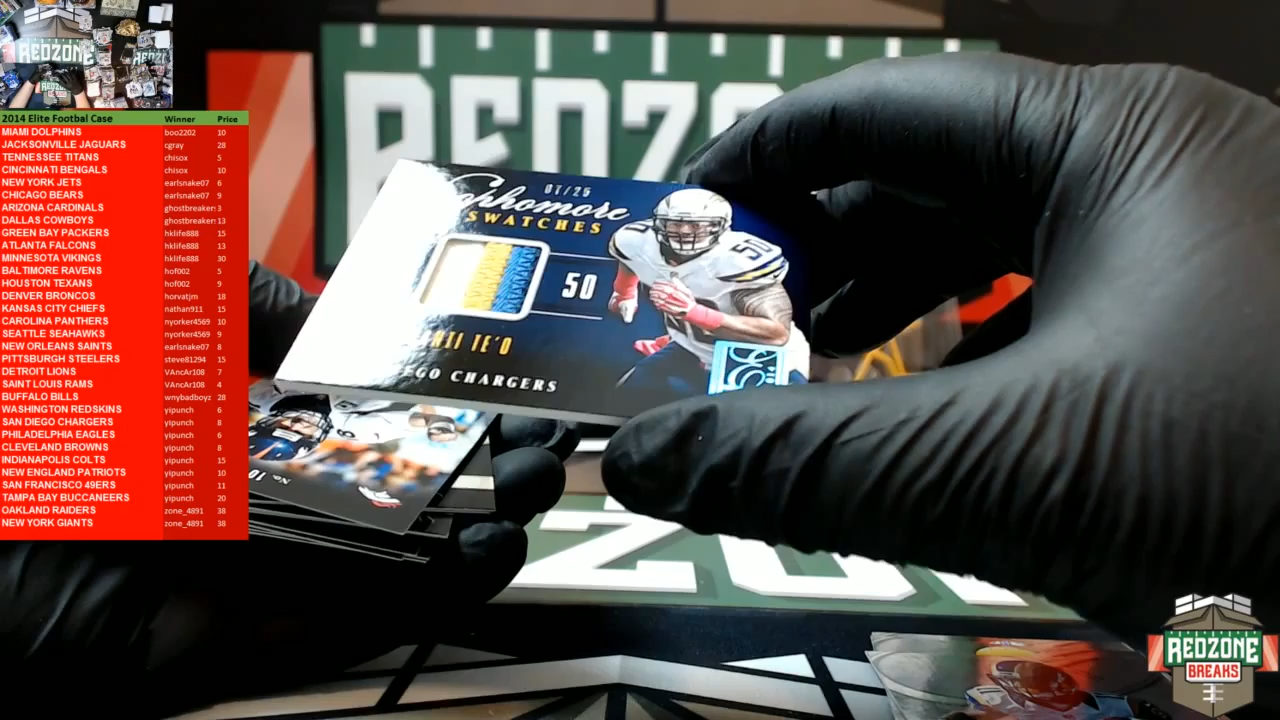 REDZONE
2014 Elite Footbal Case Winner Price
MIAMI DOLPHINS boo2202 10
JACKSONVILLE JAGUARS cgray 28
TENNESSEE TITANS chisox 5
CINCINNATI BENGALS chisox 10
NEW YORK JETS earlsnake07 6
CHICAGO BEARS earlsnake07 9
ARIZONA CARDINALS ghostbreaker 3
DALLAS COWBOYS ghostbreaker 13
GREEN BAY PACKERS hklife888 15
ATLANTA FALCONS hklife888 13
MINNESOTA VIKINGS hklife888 30
BALTIMORE RAVENS hof002 5
HOUSTON TEXANS hof002 9
DENVER BRONCOS horvatjm 18
KANSAS CITY CHIEFS nathan911 15
CAROLINA PANTHERS nyorker4569 10
SEATTLE SEAHAWKS nyorker4569 9
NEW ORLEANS SAINTS earlsnake07 8
PITTSBURGH STEELERS steve81294 15
DETROIT LIONS VAncAr108 7
SAINT LOUIS RAMS VAncAr108 4
BUFFALO BILLS wnybadboyz 28
WASHINGTON REDSKINS yipunch 6
SAN DIEGO CHARGERS yipunch 8
PHILADELPHIA EAGLES yipunch 6
CLEVELAND BROWNS yipunch 8
INDIANAPOLIS COLTS yipunch 15
NEW ENGLAND PATRIOTS yipunch 10
SAN FRANCISCO 49ERS yipunch 11
TAMPA BAY BUCCANEERS yipunch 20
OAKLAND RAIDERS zone_4891 38
NEW YORK GIANTS zone_4891 38
REDZO
07/25
Sophomore
SWATCHES
50
50
NTI TE'O
EGO CHARGERS
No. 10
REDZONE
BREAKS